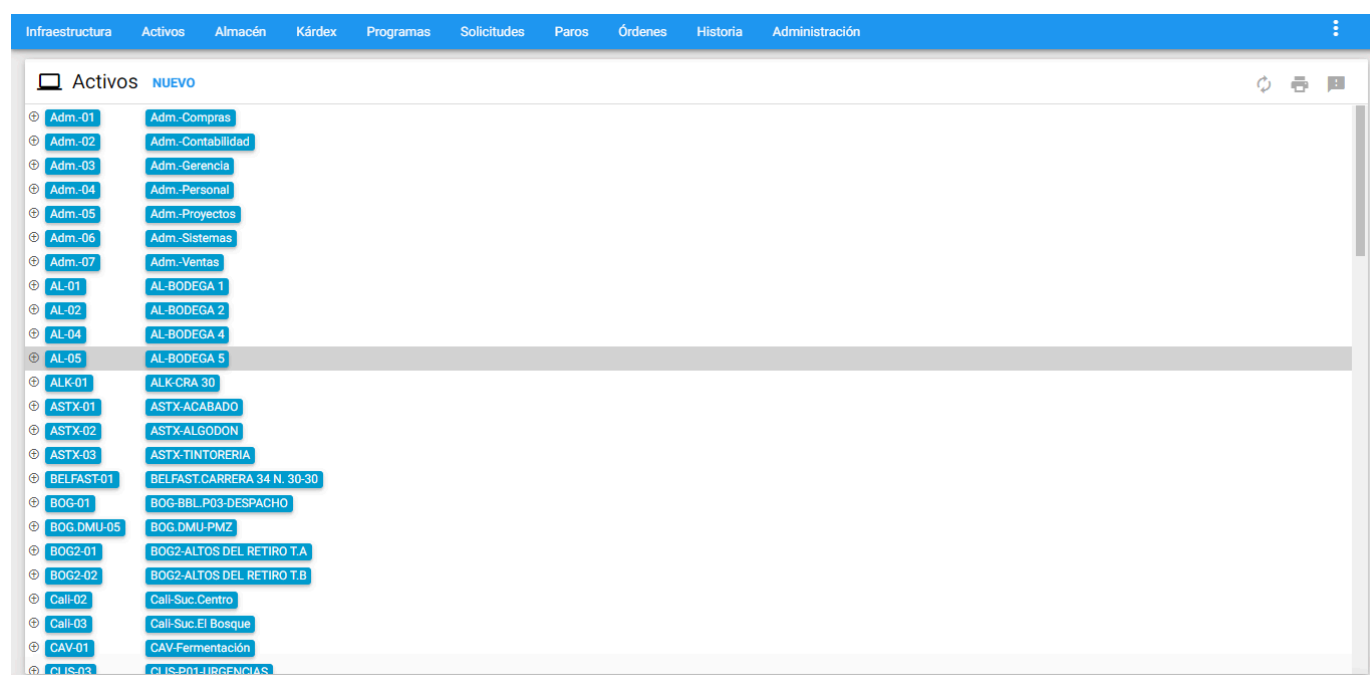 Infraestructura Activos Almacén Kárdex Programas Solicitudes Paros Órdenes Historia Administración
Activos NUEVO
Adm.-01 Adm.-Compras
Adm.-02 Adm.-Contabilidad
Adm.-03 Adm.-Gerencia
Adm.-04 Adm.-Personal
Adm.-05 Adm.-Proyectos
Adm.-06 Adm.-Sistemas
Adm.-07 Adm.-Ventas
AL-01 AL-BODEGA 1
AL-02 AL-BODEGA 2
AL-04 AL-BODEGA 4
AL-05 AL-BODEGA 5
ALK-01 ALK-CRA 30
ASTX-01 ASTX-ACABADO
ASTX-02 ASTX-ALGODON
ASTX-03 ASTX-TINTORERIA
BELFAST-01 BELFAST.CARRERA 34 N. 30-30
BOG-01 BOG-BBL.P03-DESPACHO
BOG.DMU-05 BOG.DMU-PMZ
BOG2-01 BOG2-ALTOS DEL RETIRO T.A
BOG2-02 BOG2-ALTOS DEL RETIRO T.B
Cali-02 Cali-Suc.Centro
Cali-03 Cali-Suc.El Bosque
CAV-01 CAV-Fermentación
CLIS-03 CLIS-P01-URGENCIAS